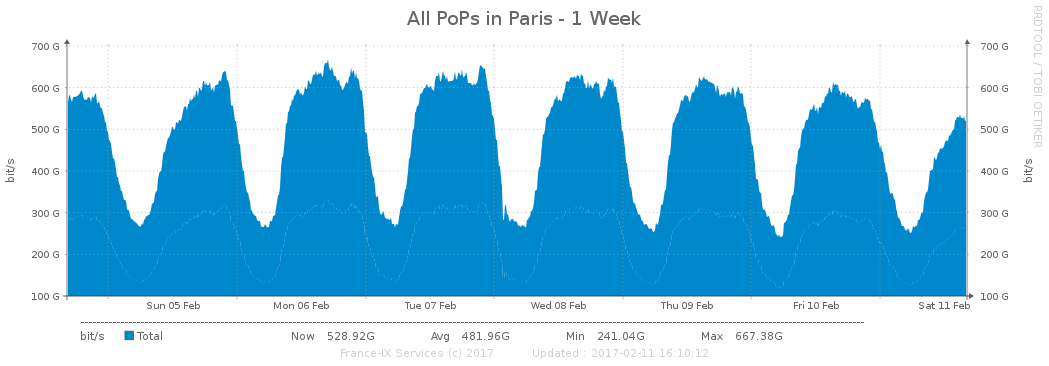 All PoPs in Paris - 1 Week
RRDTOOL / TOBI OETIKER
bit/s
700 G
600 G
500 G
400 G
300 G
200 G
100 G
700 G
600 G
500 G
400 G
300 G
200 G
100 G
bit/s
Sun 05 Feb Mon 06 Feb Tue 07 Feb Wed 08 Feb Thu 09 Feb Fri 10 Feb Sat 11 Feb
bit/s Total Now 528.92G Avg 481.96G Min 241.04G Max 667.38G
France-IX Services (c) 2017 Updated : 2017-02-11 16:10:12